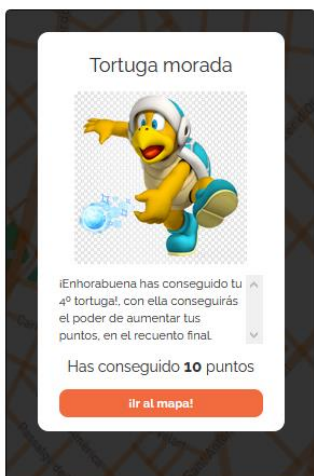 Tortuga morada
¡Enhorabuena has conseguido tu
4º tortuga!, con ella conseguirás
el poder de aumentar tus
puntos, en el recuento final.
Has conseguido 10 puntos
¡Ir al mapa!